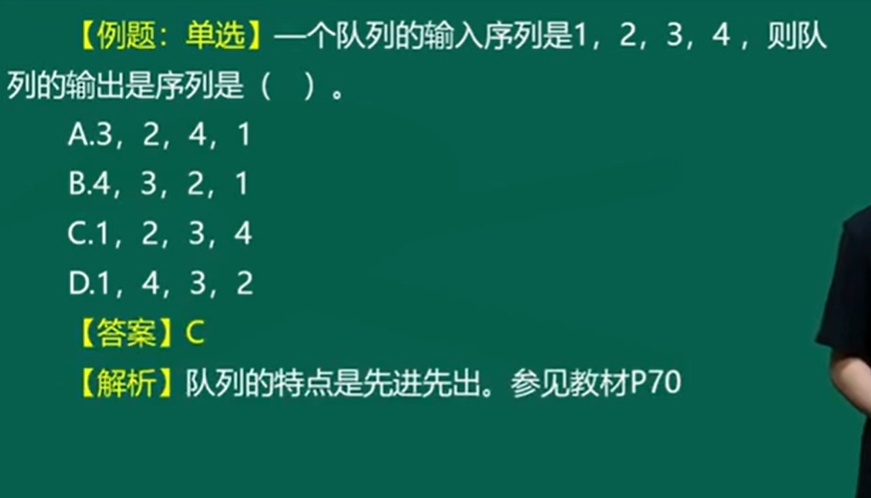 【例题：单选】一个队列的输入序列是1，2，3，4，则队
列的输出是序列是（ ）。
A.3，2，4，1
B.4，3，2，1
C.1，2，3，4
D.1，4，3，2
【答案】C
【解析】队列的特点是先进先出。参见教材P70